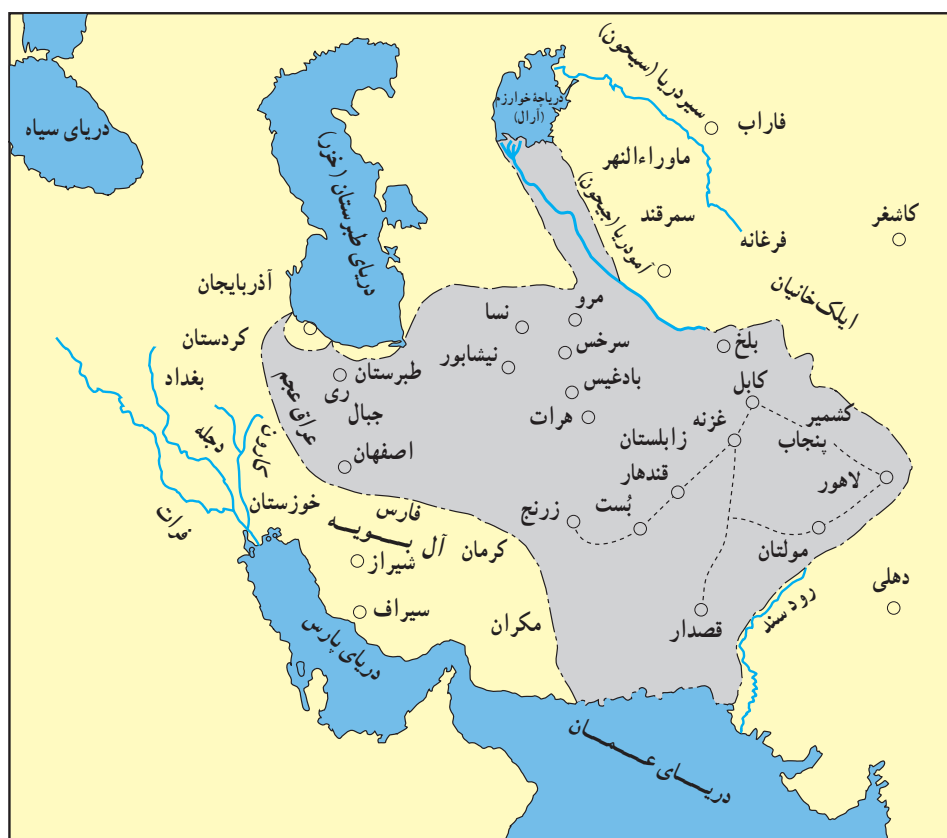 دریای سیاه
دریای طبرستان (خزر)
دریاچهٔ خوارزم
(آرال)
سیردریا (سیحون)
فاراب
ماوراءالنهر
سمرقند
آمودریا (جیحون)
فرغانه
کاشغر
ایلک‌خانیان
آذربایجان
کردستان
بغداد
دجله
فرات
کارون
خوزستان
عراق عجم
ری
طبرستان
جبال
اصفهان
نسا
مرو
سرخس
نیشابور
بادغیس
هرات
بلخ
کابل
غزنه
زابلستان
قندهار
بُست
زرنج
کشمیر
پنجاب
لاهور
مولتان
قصدار
رود سند
دهلی
فارس
آل بـــویــه
شیراز
سیراف
کرمان
مکران
دریای پارس
دریــای عـــمــان